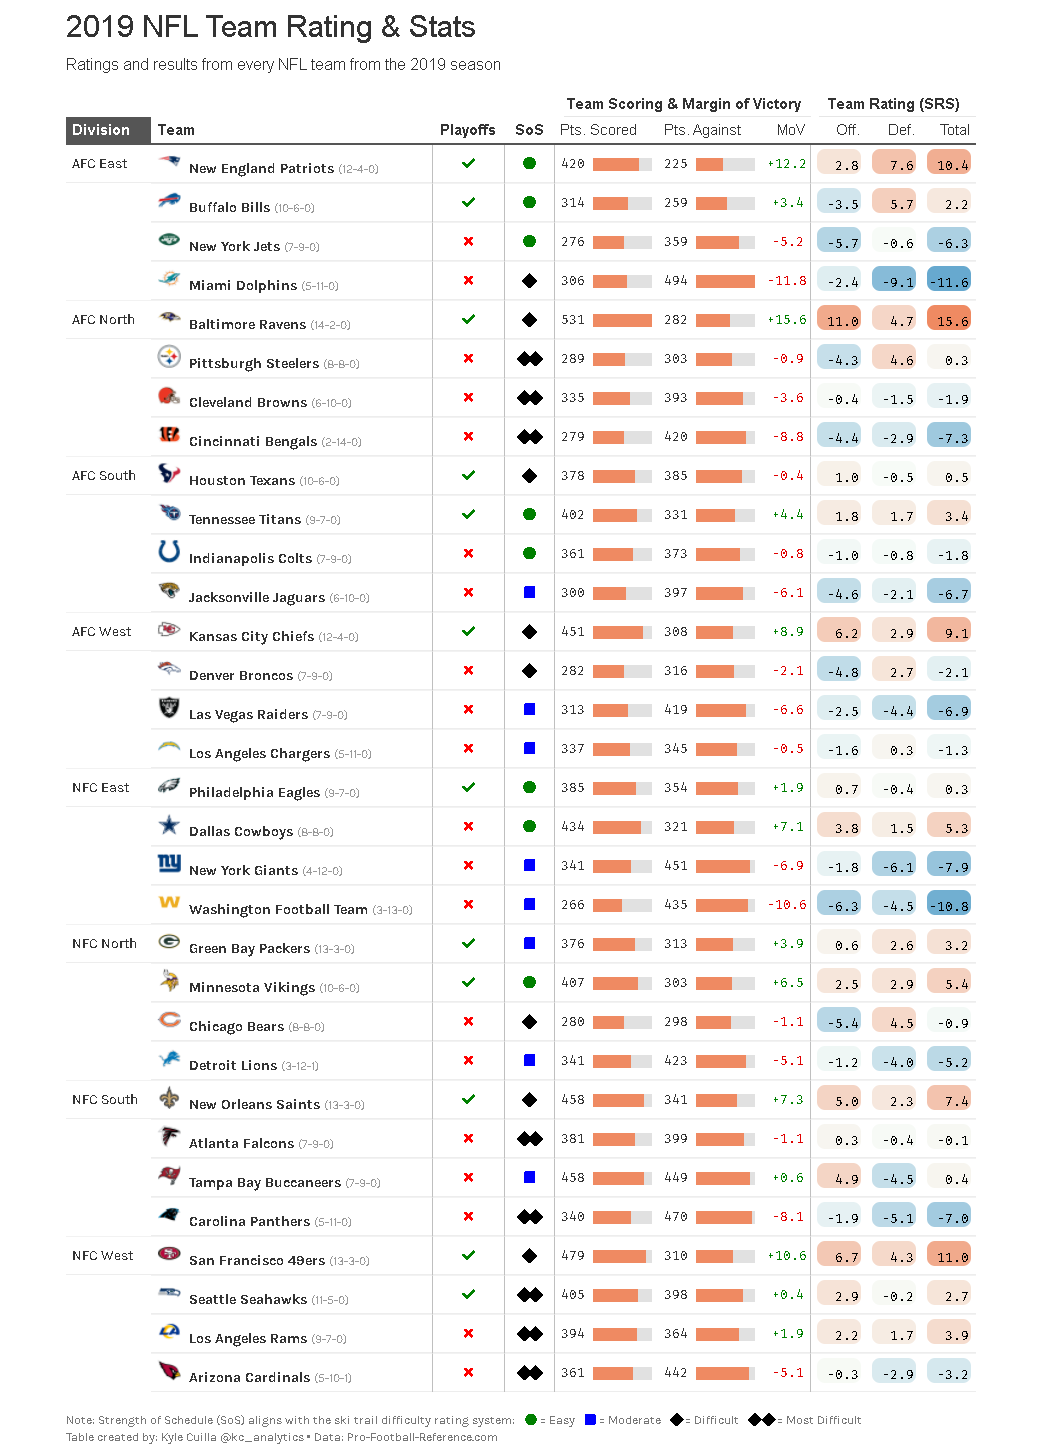 2019 NFL Team Rating & Stats
Ratings and results from every NFL team from the 2019 season
Team Scoring & Margin of Victory Team Rating (SRS)
Division Team Playoffs SoS Pts. Scored Pts. Against MoV Off. Def. Total
AFC East New England Patriots (12-4-0) 420 225 +12.2 2.8 7.6 10.4
Buffalo Bills (10-6-0) 314 259 +3.4 -3.5 5.7 2.2
New York Jets (7-9-0) 276 359 -5.2 -5.7 -0.6 -6.3
Miami Dolphins (5-11-0) 306 494 -11.8 -2.4 -9.1 -11.6
AFC North Baltimore Ravens (14-2-0) 531 282 +15.6 11.0 4.7 15.6
Pittsburgh Steelers (8-8-0) 289 303 -0.9 -4.3 4.6 0.3
Cleveland Browns (6-10-0) 335 393 -3.6 -0.4 -1.5 -1.9
Cincinnati Bengals (2-14-0) 279 420 -8.8 -4.4 -2.9 -7.3
AFC South Houston Texans (10-6-0) 378 385 -0.4 1.0 -0.5 0.5
Tennessee Titans (9-7-0) 402 331 +4.4 1.8 1.7 3.4
Indianapolis Colts (7-9-0) 361 373 -0.8 -1.0 -0.8 -1.8
Jacksonville Jaguars (6-10-0) 300 397 -6.1 -4.6 -2.1 -6.7
AFC West Kansas City Chiefs (12-4-0) 451 308 +8.9 6.2 2.9 9.1
Denver Broncos (7-9-0) 282 316 -2.1 -4.8 2.7 -2.1
Las Vegas Raiders (7-9-0) 313 419 -6.6 -2.5 -4.4 -6.9
Los Angeles Chargers (5-11-0) 337 345 -0.5 -1.6 0.3 -1.3
NFC East Philadelphia Eagles (9-7-0) 385 354 +1.9 0.7 -0.4 0.3
Dallas Cowboys (8-8-0) 434 321 +7.1 3.8 1.5 5.3
New York Giants (4-12-0) 341 451 -6.9 -1.8 -6.1 -7.9
Washington Football Team (3-13-0) 266 435 -10.6 -6.3 -4.5 -10.8
NFC North Green Bay Packers (13-3-0) 376 313 +3.9 0.6 2.6 3.2
Minnesota Vikings (10-6-0) 407 303 +6.5 2.5 2.9 5.4
Chicago Bears (8-8-0) 280 298 -1.1 -5.4 4.5 -0.9
Detroit Lions (3-12-1) 341 423 -5.1 -1.2 -4.0 -5.2
NFC South New Orleans Saints (13-3-0) 458 341 +7.3 5.0 2.3 7.4
Atlanta Falcons (7-9-0) 381 399 -1.1 0.3 -0.4 -0.1
Tampa Bay Buccaneers (7-9-0) 458 449 +0.6 4.9 -4.5 0.4
Carolina Panthers (5-11-0) 340 470 -8.1 -1.9 -5.1 -7.0
NFC West San Francisco 49ers (13-3-0) 479 310 +10.6 6.7 4.3 11.0
Seattle Seahawks (11-5-0) 405 398 +0.4 2.9 -0.2 2.7
Los Angeles Rams (9-7-0) 394 364 +1.9 2.2 1.7 3.9
Arizona Cardinals (5-10-1) 361 442 -5.1 -0.3 -2.9 -3.2
Note: Strength of Schedule (SoS) aligns with the ski trail difficulty rating system: = Easy = Moderate = Difficult = Most Difficult
Table created by: Kyle Cuilla @kc_analytics • Data: Pro-Football-Reference.com